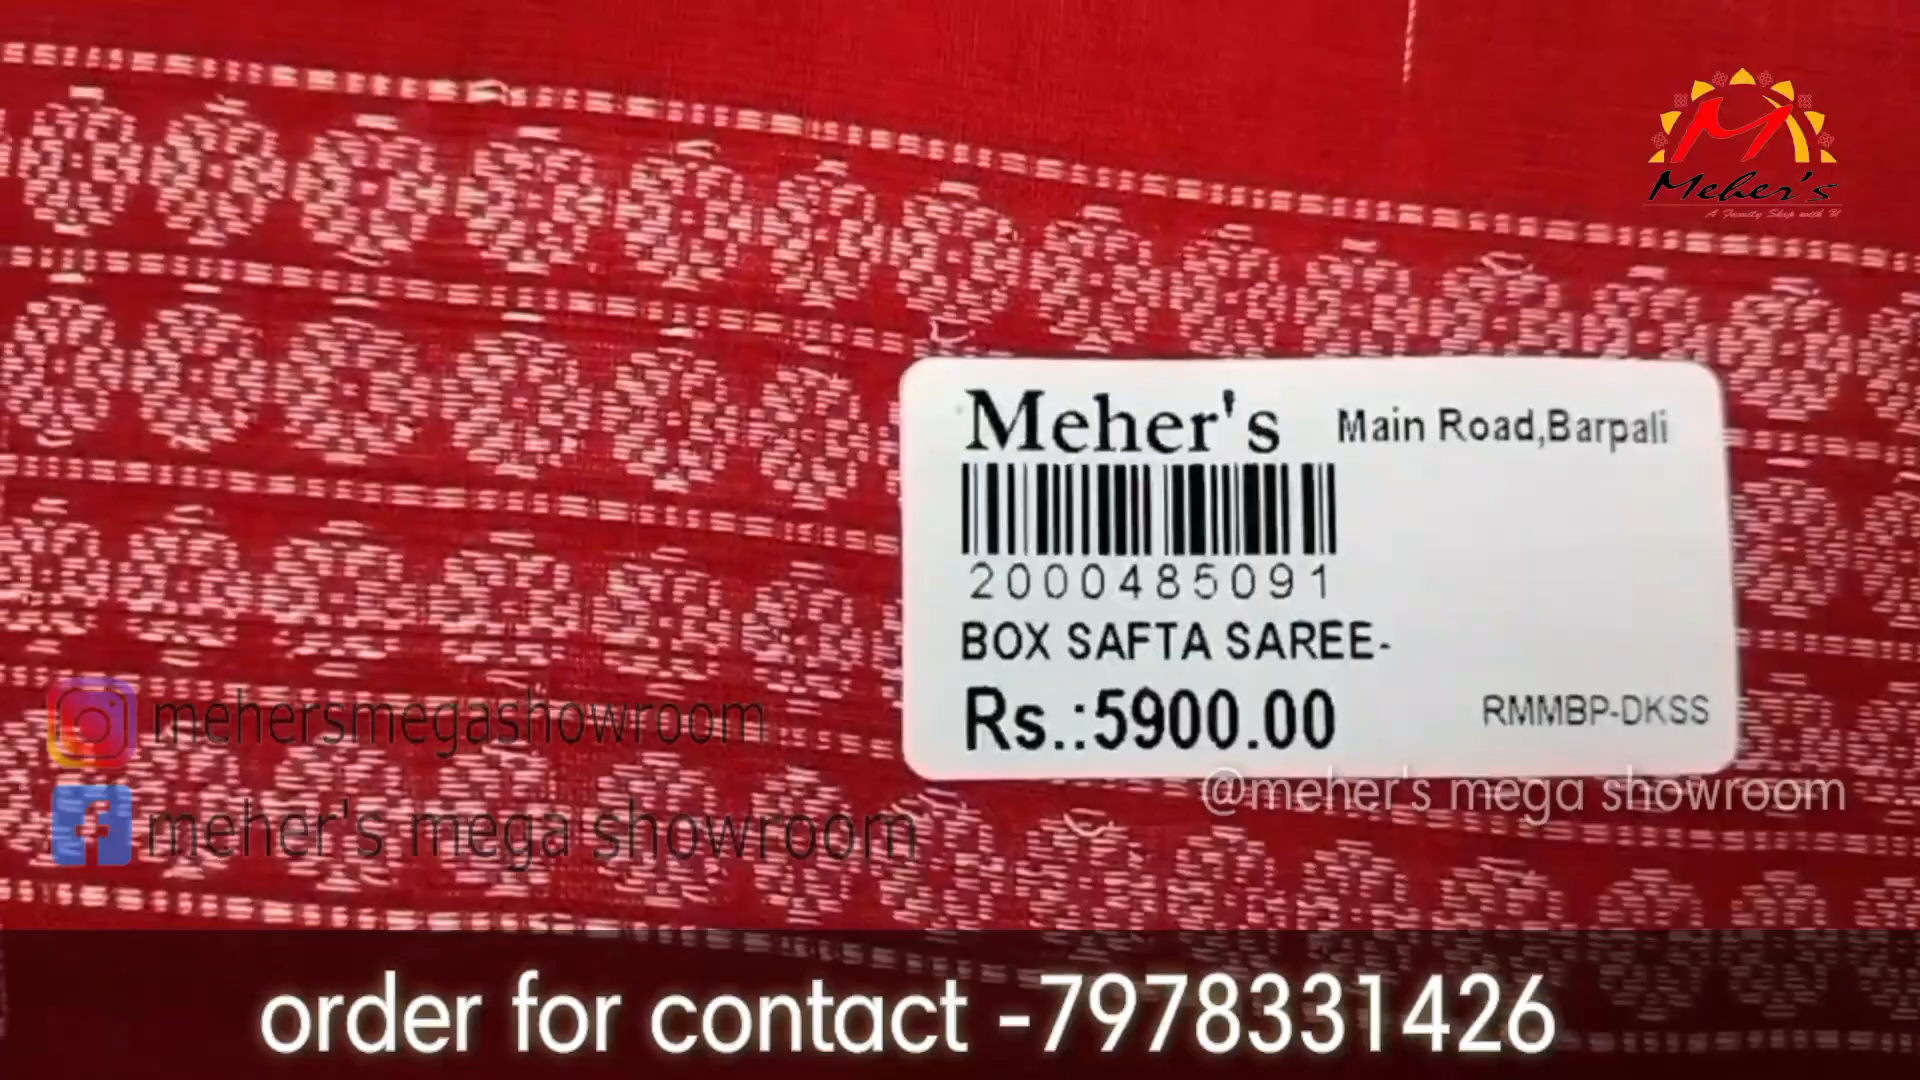 Meher's
A Family Shop with U
Meher's Main Road,Barpali
2000485091
BOX SAFTA SAREE-
Rs.:5900.00 RMMBP-DKSS
mehersmegashowroom
@meher's mega showroom
meher's mega showroom
order for contact -7978331426